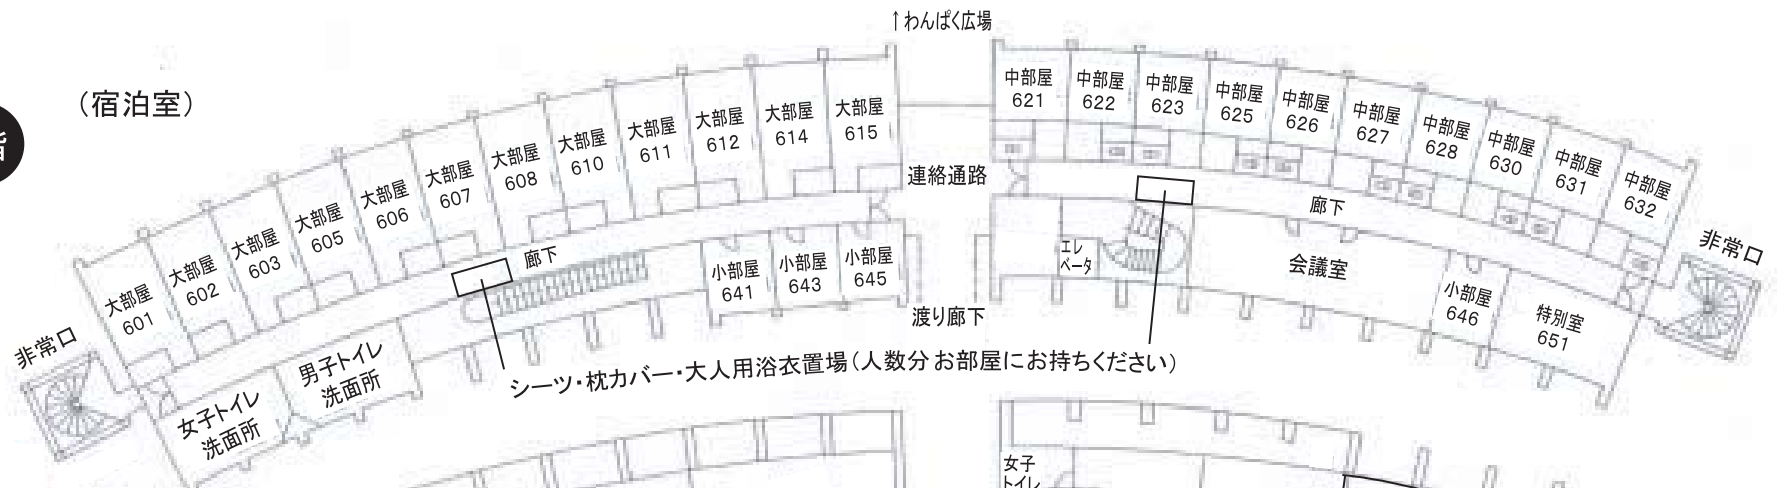 ↑わんぱく広場
(宿泊室)
階
大部屋
601
大部屋
602
大部屋
603
大部屋
605
大部屋
606
大部屋
607
大部屋
608
大部屋
610
大部屋
611
大部屋
612
大部屋
614
大部屋
615
中部屋
621
中部屋
622
中部屋
623
中部屋
625
中部屋
626
中部屋
627
中部屋
628
中部屋
630
中部屋
631
中部屋
632
連絡通路
廊下
廊下
小部屋
641
小部屋
643
小部屋
645
エレ
ベータ
会議室
小部屋
646
特別室
651
非常口
非常口
渡り廊下
シーツ・枕カバー・大人用浴衣置場(人数分お部屋にお持ちください)
男子トイレ
洗面所
女子トイレ
洗面所
女子
トイレ